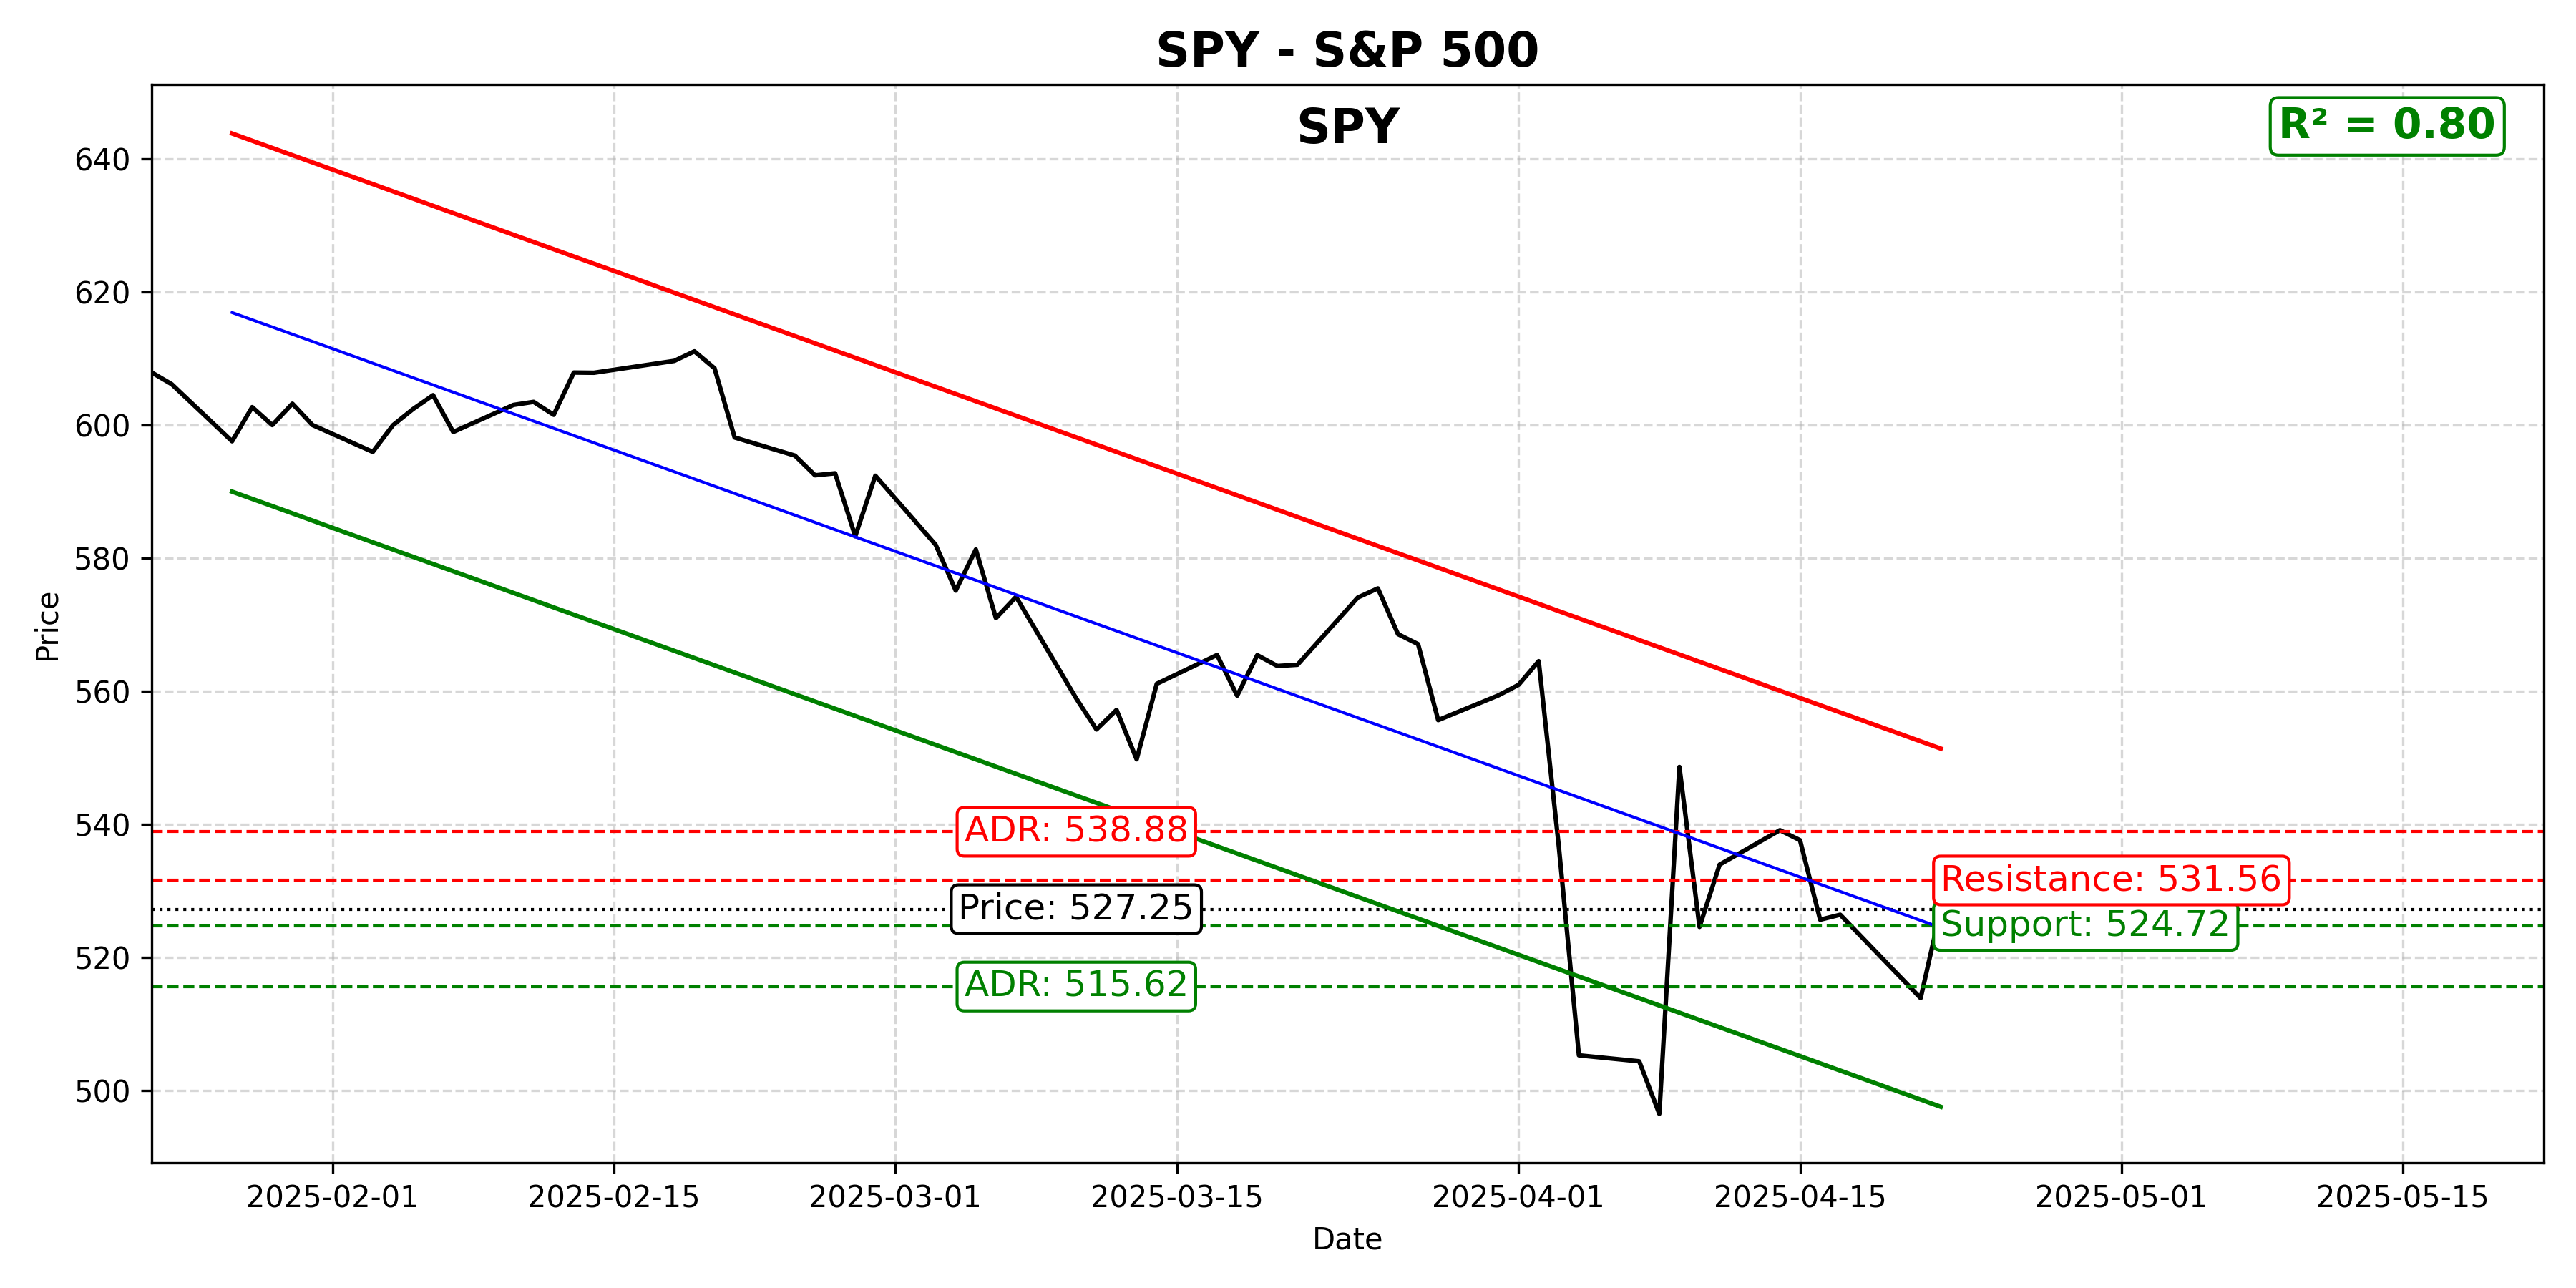 SPY - S&P 500
SPY
R² = 0.80
640
620
600
580
560
540
520
500
Price
ADR: 538.88
Resistance: 531.56
Price: 527.25
Support: 524.72
ADR: 515.62
2025-02-01
2025-02-15
2025-03-01
2025-03-15
2025-04-01
2025-04-15
2025-05-01
2025-05-15
Date